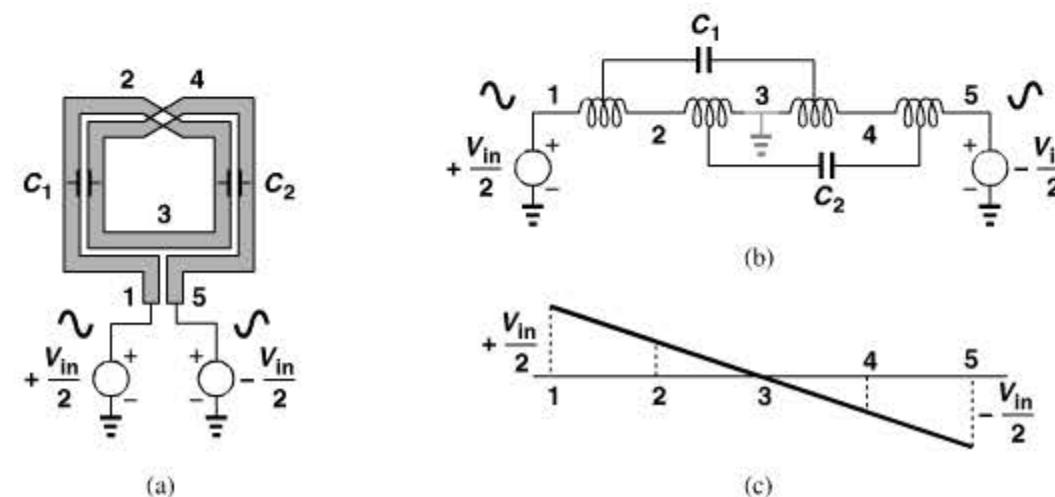 2 4
C1 C2
3
1 5
+ Vin/2
− Vin/2
(a)
C1
1 2 3 4 5
+ Vin/2
C2
(b)
+ Vin/2
1 2 3 4 5
− Vin/2
(c)